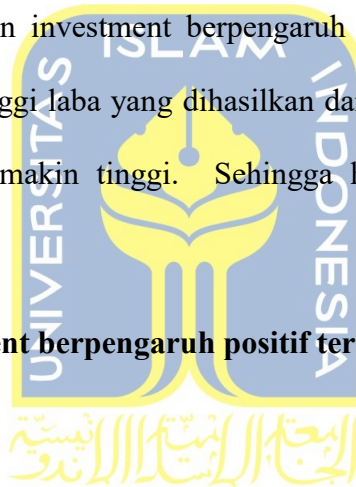 n investment berpengaruh
ISLAM
UNIVERSITAS
INDONESIA
ggi laba yang dihasilkan da
makin tinggi. Sehingga
ent berpengaruh positif ter